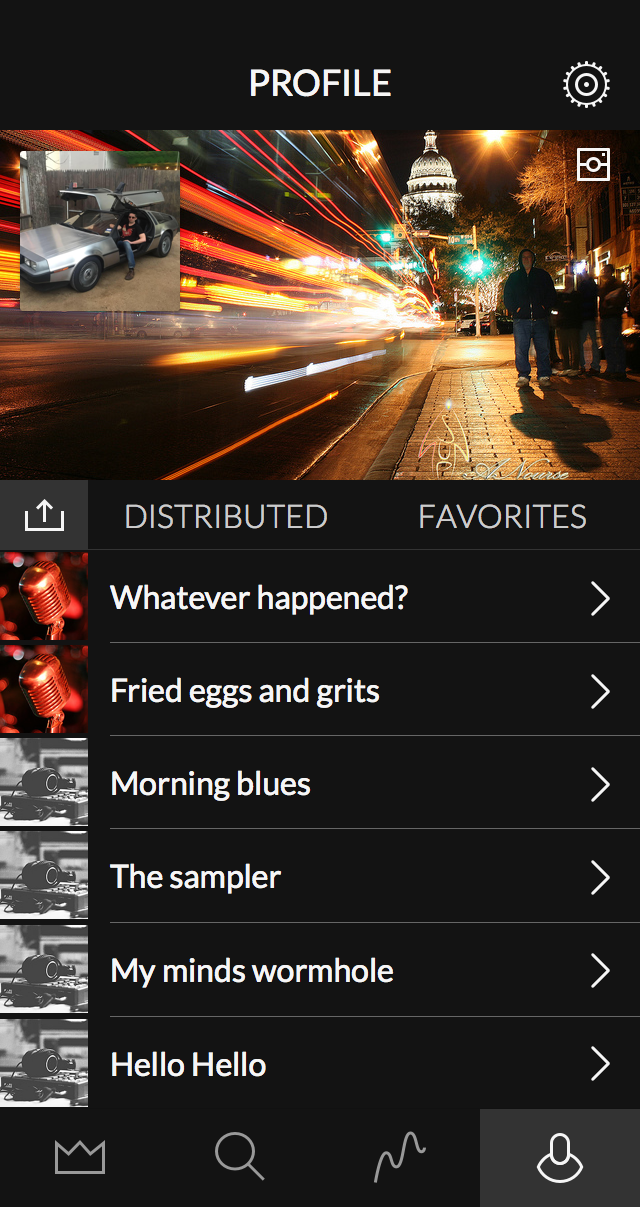 PROFILE
DISTRIBUTED
FAVORITES
Whatever happened?
Fried eggs and grits
Morning blues
The sampler
My minds wormhole
Hello Hello